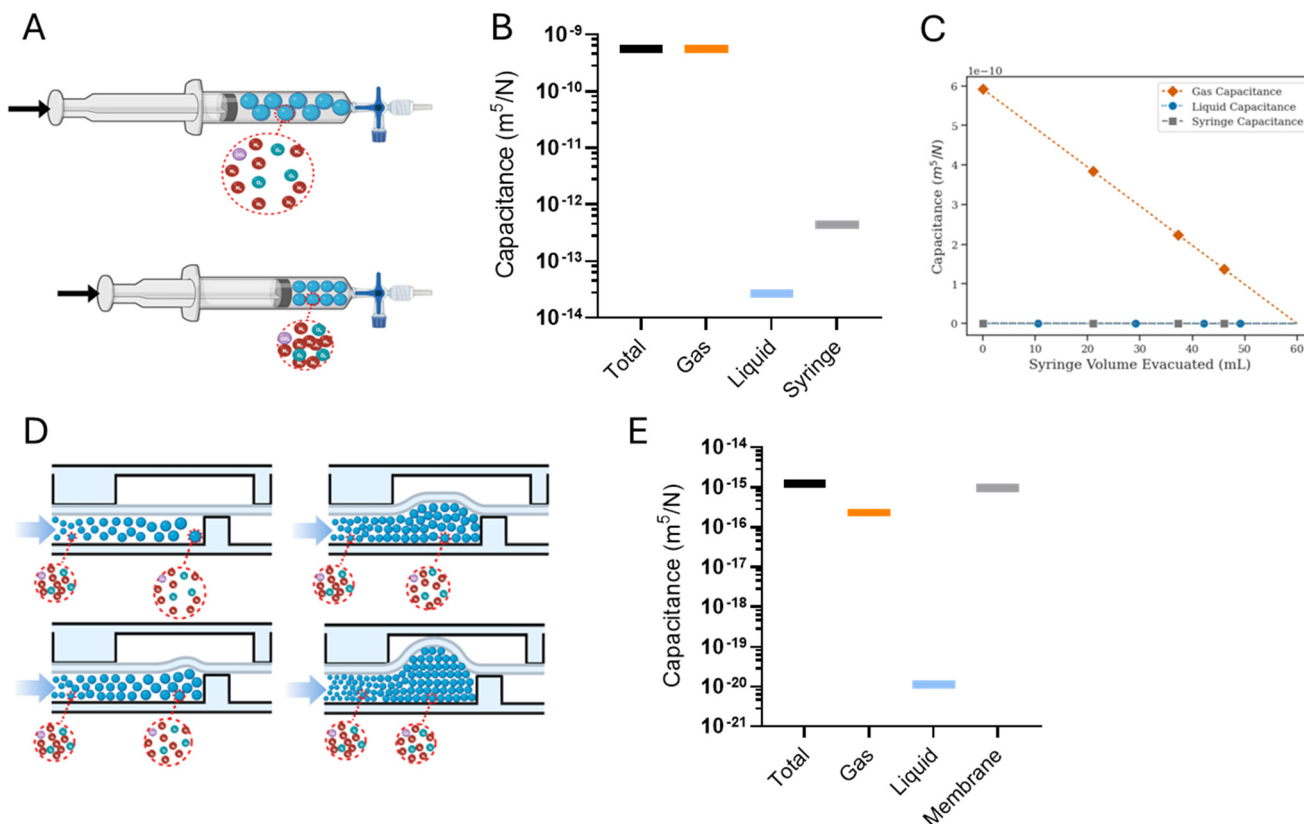 A
B
Capacitance (m⁵/N)
10⁻⁹
10⁻¹⁰
10⁻¹¹
10⁻¹²
10⁻¹³
10⁻¹⁴
Total
Gas
Liquid
Syringe
C
1e−10
Gas Capacitance
Liquid Capacitance
Syringe Capacitance
Capacitance (m⁵/N)
6
5
4
3
2
1
0
0 10 20 30 40 50 60
Syringe Volume Evacuated (mL)
D
E
Capacitance (m⁵/N)
10⁻¹⁴
10⁻¹⁵
10⁻¹⁶
10⁻¹⁷
10⁻¹⁸
10⁻¹⁹
10⁻²⁰
10⁻²¹
Total
Gas
Liquid
Membrane